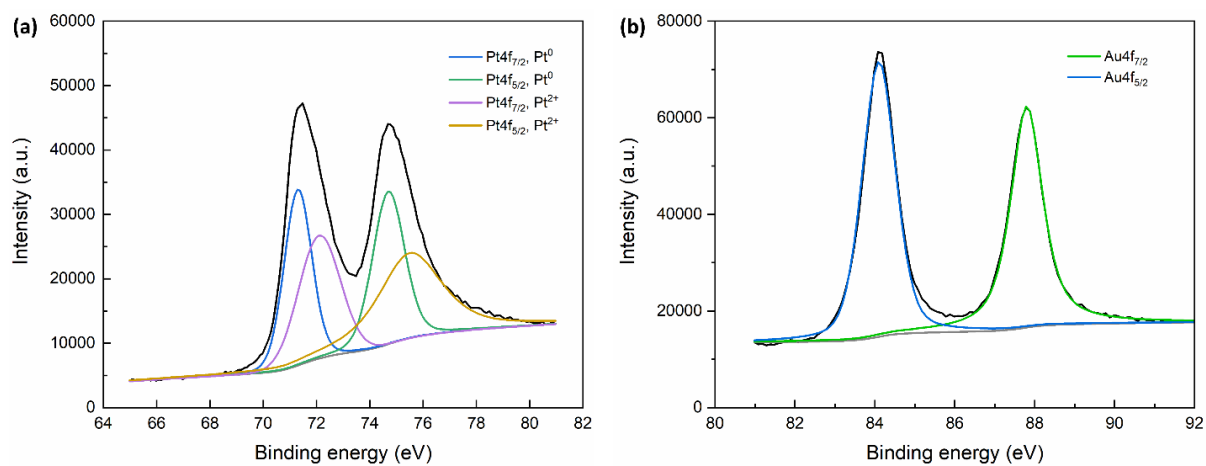 (a)
60000
50000
40000
30000
20000
10000
0
Intensity (a.u.)
Pt4f7/2, Pt0
Pt4f5/2, Pt0
Pt4f7/2, Pt2+
Pt4f5/2, Pt2+
64 66 68 70 72 74 76 78 80 82
Binding energy (eV)
(b)
80000
60000
40000
20000
0
Intensity (a.u.)
Au4f7/2
Au4f5/2
80 82 84 86 88 90 92
Binding energy (eV)